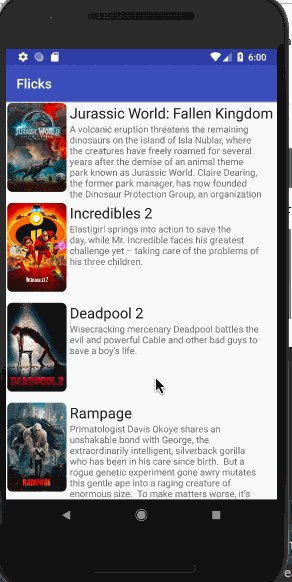 6:00
Flicks
Jurassic World: Fallen Kingdom
A volcanic eruption threatens the remaining
dinosaurs on the island of Isla Nublar, where
the creatures have freely roamed for several
years after the demise of an animal theme
park known as Jurassic World. Claire Dearing,
the former park manager, has now founded
the Dinosaur Protection Group, an organization
Incredibles 2
Elastigirl springs into action to save the
day, while Mr. Incredible faces his greatest
challenge yet – taking care of the problems of
his three children.
INCREDIBLES 2
Deadpool 2
Wisecracking mercenary Deadpool battles the
evil and powerful Cable and other bad guys to
save a boy's life.
DEADPOOL 2
Rampage
Primatologist Davis Okoye shares an
unshakable bond with George, the
extraordinarily intelligent, silverback gorilla
who has been in his care since birth.  But a
rogue genetic experiment gone awry mutates
this gentle ape into a raging creature of
enormous size.  To make matters worse, it's
RAMPAGE